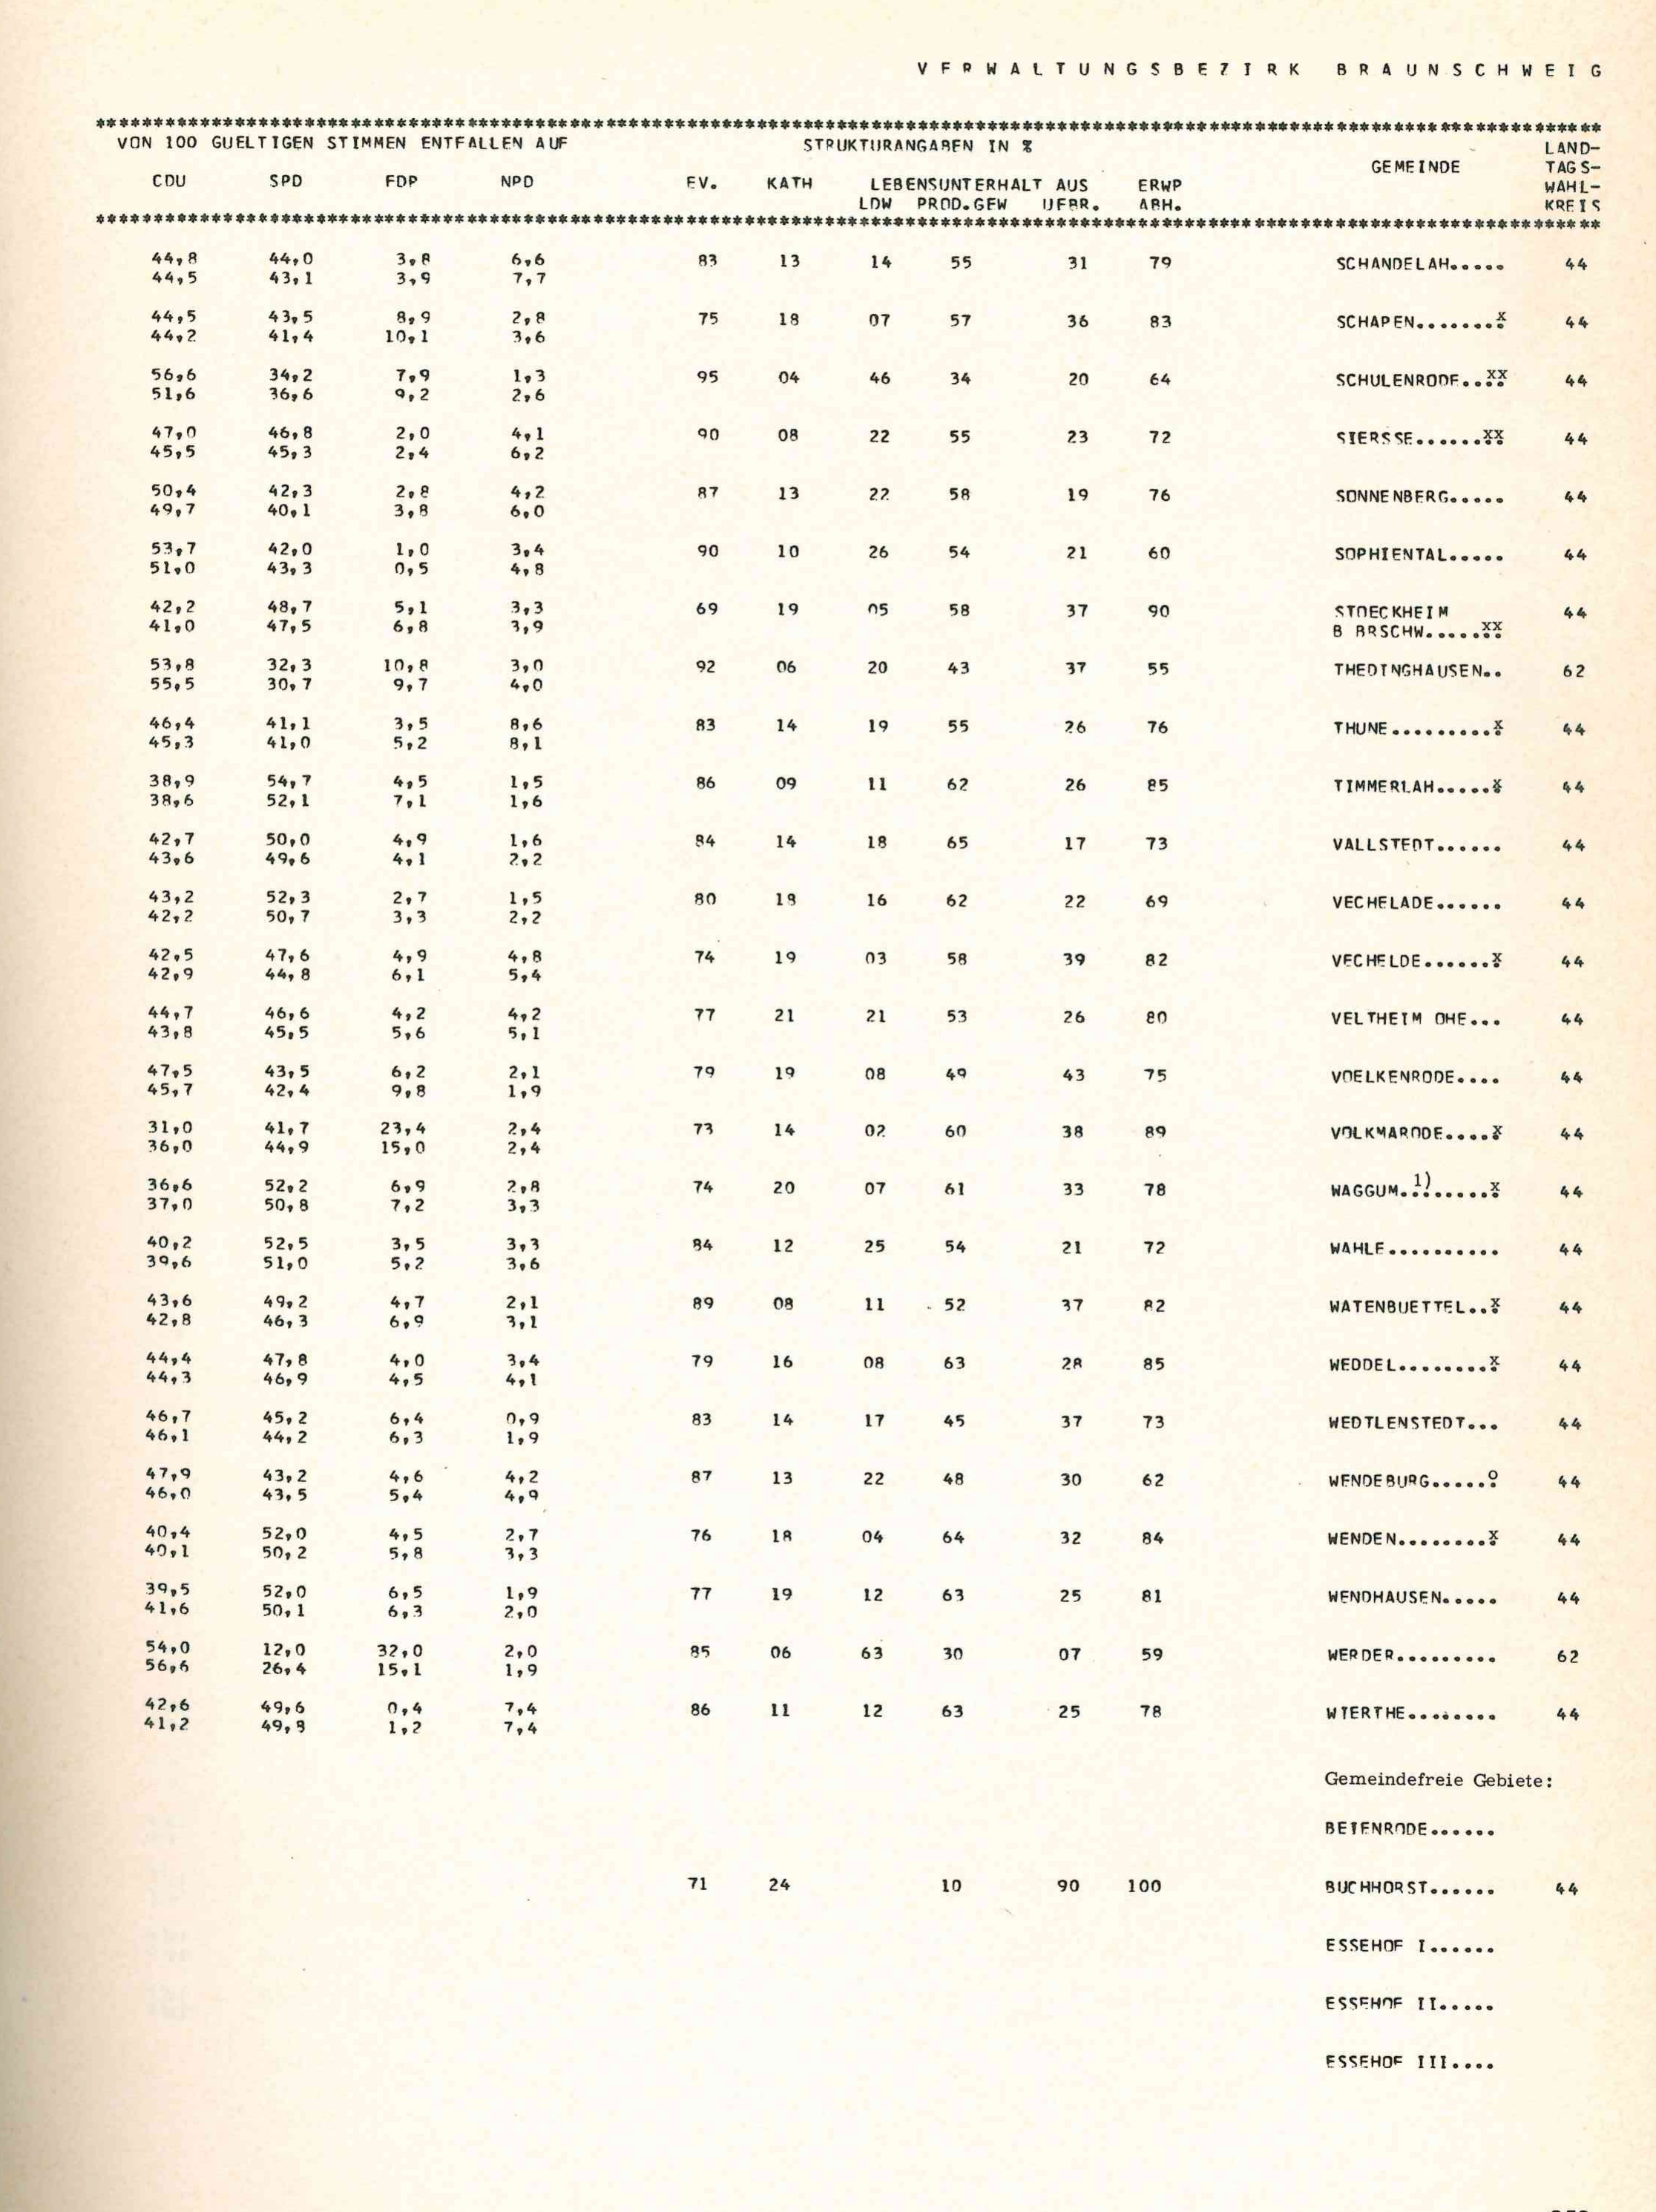 VERWALTUNGSBEZIRK BRAUNSCHWEIG
VON 100 GUELTIGEN STIMMEN ENTFALLEN AUF STRUKTURANGABEN IN % GEMEINDE LAND-
TAGS-
CDU SPD FDP NPD EV. KATH LEBENSUNTERHALT AUS ERWP WAHL-
LDW PROD.GEW UEBR. ABH. KREIS
44,8 44,0 3,8 6,6 83 13 14 55 31 79 SCHANDELAH..... 44
44,5 43,1 3,9 7,7
44,5 43,5 8,9 2,8 75 18 07 57 36 83 SCHAPEN........x 44
44,2 41,4 10,1 3,6
56,6 34,2 7,9 1,3 95 04 46 34 20 64 SCHULENRODE..xx 44
51,6 36,6 9,2 2,6
47,0 46,8 2,0 4,1 90 08 22 55 23 72 SIERSSE......xx 44
45,5 45,3 2,4 6,2
50,4 42,3 2,8 4,2 87 13 22 58 19 76 SONNENBERG..... 44
49,7 40,1 3,8 6,0
53,7 42,0 1,0 3,4 90 10 26 54 21 60 SOPHIENTAL..... 44
51,0 43,3 0,5 4,8
42,2 48,7 5,1 3,3 69 19 05 58 37 90 STOECKHEIM 44
41,0 47,5 6,8 3,9 B BRSCHW.....xx
53,8 32,3 10,8 3,0 92 06 20 43 37 55 THEDINGHAUSEN.. 62
55,5 30,7 9,7 4,0
46,4 41,1 3,5 8,6 83 14 19 55 26 76 THUNE.........x 44
45,3 41,0 5,2 8,1
38,9 54,7 4,5 1,5 86 09 11 62 26 85 TIMMERLAH.....x 44
38,6 52,1 7,1 1,6
42,7 50,0 4,9 1,6 84 14 18 65 17 73 VALLSTEDT...... 44
43,6 49,6 4,1 2,2
43,2 52,3 2,7 1,5 80 18 16 62 22 69 VECHELADE...... 44
42,2 50,7 3,3 2,2
42,5 47,6 4,9 4,8 74 19 03 58 39 82 VECHELDE......x 44
42,9 44,8 6,1 5,4
44,7 46,6 4,2 4,2 77 21 21 53 26 80 VELTHEIM OHE... 44
43,8 45,5 5,6 5,1
47,5 43,5 6,2 2,1 79 19 08 49 43 75 VOELKENRODE.... 44
45,7 42,4 9,8 1,9
31,0 41,7 23,4 2,4 73 14 02 60 38 89 VOLKMARODE....x 44
36,0 44,9 15,0 2,4
36,6 52,2 6,9 2,8 74 20 07 61 33 78 WAGGUM.1)......x 44
37,0 50,8 7,2 3,3
40,2 52,5 3,5 3,3 84 12 25 54 21 72 WAHLE.......... 44
39,6 51,0 5,2 3,6
43,6 49,2 4,7 2,1 89 08 11 52 37 82 WATENBUETTEL..x 44
42,8 46,3 6,9 3,1
44,4 47,8 4,0 3,4 79 16 08 63 28 85 WEDDEL........x 44
44,3 46,9 4,5 4,1
46,7 45,2 6,4 0,9 83 14 17 45 37 73 WEDTLENSTEDT... 44
46,1 44,2 6,3 1,9
47,9 43,2 4,6 4,2 87 13 22 48 30 62 WENDEBURG.....o 44
46,0 43,5 5,4 4,9
40,4 52,0 4,5 2,7 76 18 04 64 32 84 WENDEN........x 44
40,1 50,2 5,8 3,3
39,5 52,0 6,5 1,9 77 19 12 63 25 81 WENDHAUSEN..... 44
41,6 50,1 6,3 2,0
54,0 12,0 32,0 2,0 85 06 63 30 07 59 WERDER......... 62
56,6 26,4 15,1 1,9
42,6 49,6 0,4 7,4 86 11 12 63 25 78 WIERTHE........ 44
41,2 49,8 1,2 7,4
Gemeindefreie Gebiete:
BEIENRODE......
71 24 10 90 100 BUCHHORST...... 44
ESSEHOF I......
ESSEHOF II.....
ESSEHOF III....